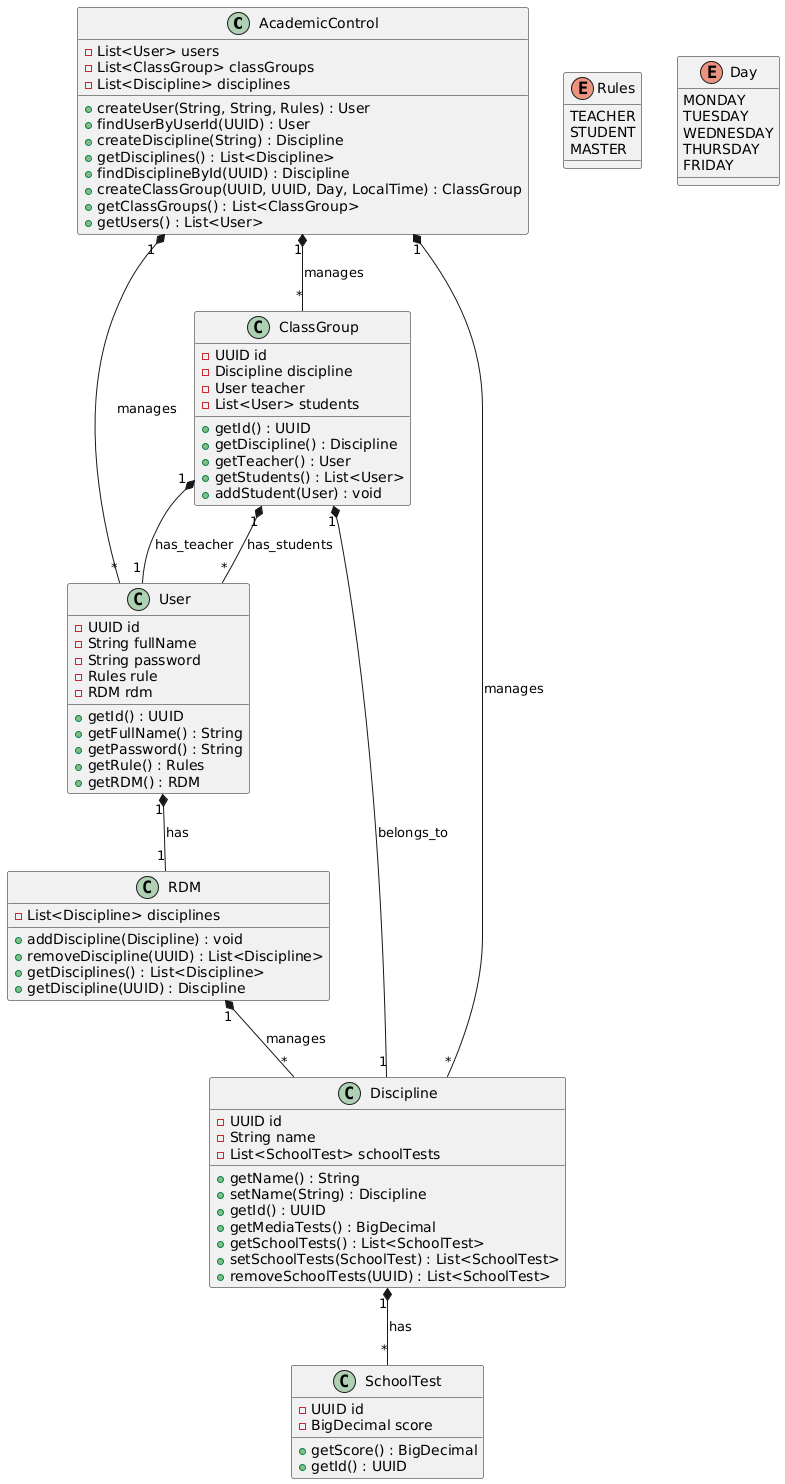 C AcademicControl
List<User> users
List<ClassGroup> classGroups
List<Discipline> disciplines
createUser(String, String, Rules) : User
findUserByUserId(UUID) : User
createDiscipline(String) : Discipline
getDisciplines() : List<Discipline>
findDisciplineById(UUID) : Discipline
createClassGroup(UUID, UUID, Day, LocalTime) : ClassGroup
getClassGroups() : List<ClassGroup>
getUsers() : List<User>
E Rules
TEACHER
STUDENT
MASTER
E Day
MONDAY
TUESDAY
WEDNESDAY
THURSDAY
FRIDAY
1
1
1
manages
*
C ClassGroup
UUID id
Discipline discipline
User teacher
List<User> students
getId() : UUID
getDiscipline() : Discipline
getTeacher() : User
getStudents() : List<User>
addStudent(User) : void
manages
1
1
1
has_teacher
has_students
*
1
*
C User
UUID id
String fullName
String password
Rules rule
RDM rdm
getId() : UUID
getFullName() : String
getPassword() : String
getRule() : Rules
getRDM() : RDM
manages
1
has
1
belongs_to
C RDM
List<Discipline> disciplines
addDiscipline(Discipline) : void
removeDiscipline(UUID) : List<Discipline>
getDisciplines() : List<Discipline>
getDiscipline(UUID) : Discipline
1
manages
*
1
*
C Discipline
UUID id
String name
List<SchoolTest> schoolTests
getName() : String
setName(String) : Discipline
getId() : UUID
getMediaTests() : BigDecimal
getSchoolTests() : List<SchoolTest>
setSchoolTests(SchoolTest) : List<SchoolTest>
removeSchoolTests(UUID) : List<SchoolTest>
1
has
*
C SchoolTest
UUID id
BigDecimal score
getScore() : BigDecimal
getId() : UUID